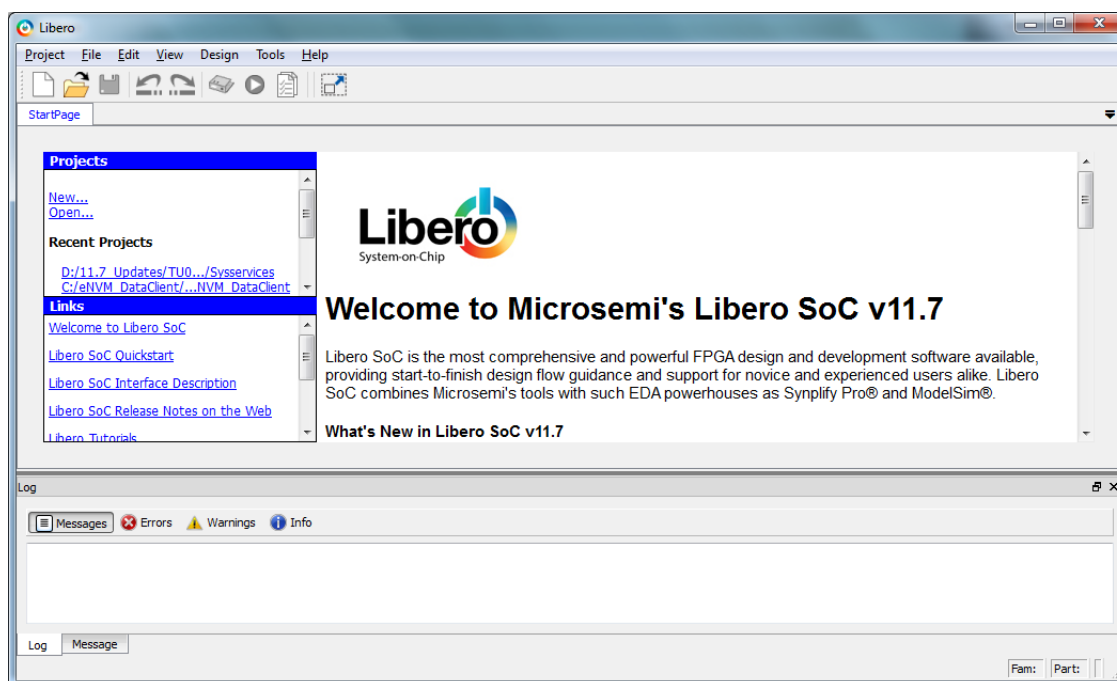 Libero
Project File Edit View Design Tools Help
StartPage
Projects
New...
Open...
Recent Projects
D:/11.7_Updates/TU0.../Sysservices
C:/eNVM_DataClient/...NVM_DataClient
Links
Welcome to Libero SoC
Libero SoC Quickstart
Libero SoC Interface Description
Libero SoC Release Notes on the Web
Libero Tutorials
Libero
System-on-Chip
Welcome to Microsemi's Libero SoC v11.7
Libero SoC is the most comprehensive and powerful FPGA design and development software available,
providing start-to-finish design flow guidance and support for novice and experienced users alike. Libero
SoC combines Microsemi's tools with such EDA powerhouses as Synplify Pro® and ModelSim®.
What's New in Libero SoC v11.7
Log
Messages Errors Warnings Info
Log Message
Fam: Part: